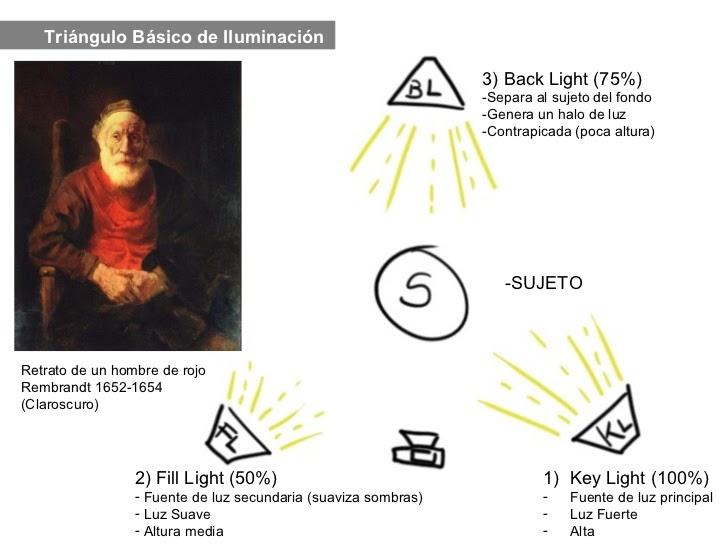 Triángulo Básico de Iluminación
BL
3) Back Light (75%)
-Separa al sujeto del fondo
-Genera un halo de luz
-Contrapicada (poca altura)
S
-SUJETO
Retrato de un hombre de rojo
Rembrandt 1652-1654
(Claroscuro)
FL
KL
2) Fill Light (50%)
- Fuente de luz secundaria (suaviza sombras)
- Luz Suave
- Altura media
1) Key Light (100%)
- Fuente de luz principal
- Luz Fuerte
- Alta